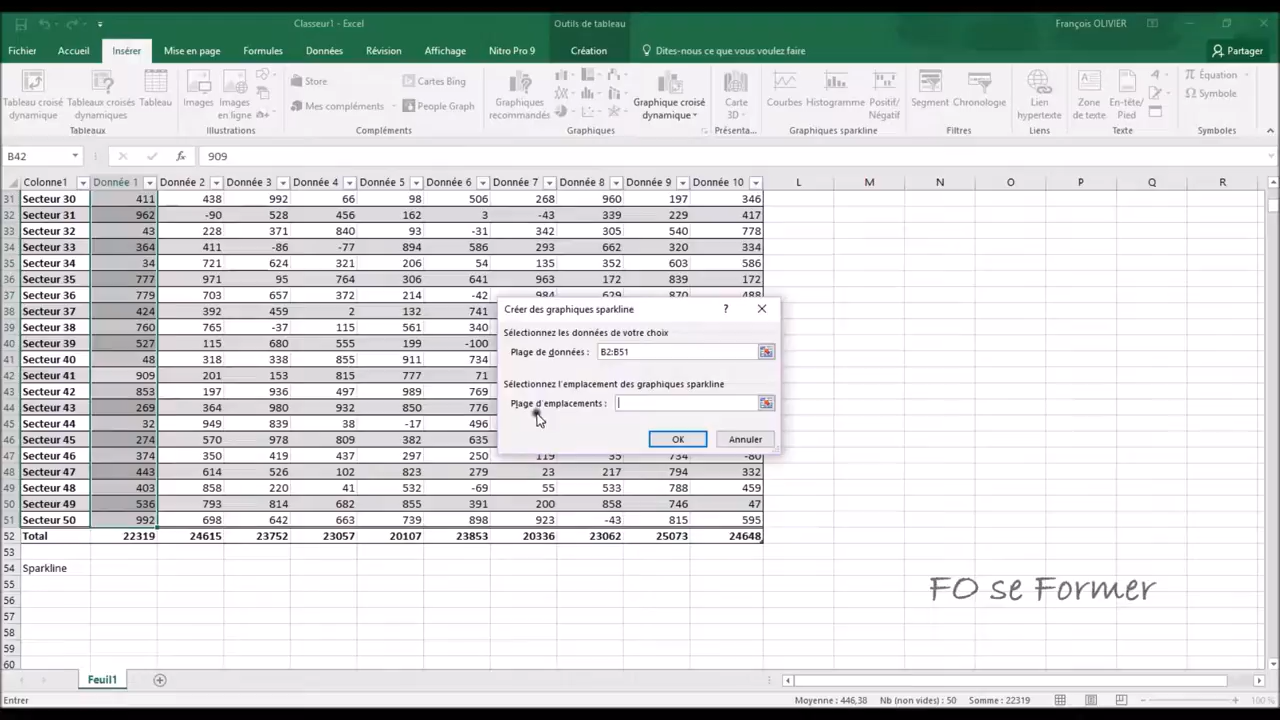 Classeur1 - Excel
Outils de tableau
François OLIVIER
Fichier Accueil Insérer Mise en page Formules Données Révision Affichage Nitro Pro 9 Création Dites-nous ce que vous voulez faire Partager
Tableau croisé dynamique
Tableaux croisés dynamiques
Tableau
Images
Images en ligne
Store
Mes compléments
Cartes Bing
People Graph
Graphiques recommandés
Graphique croisé dynamique
Carte 3D
Courbes
Histogramme
Positif/ Négatif
Segment
Chronologie
Lien hypertexte
Zone de texte
En-tête/ Pied
Équation
Symbole
Tableaux Illustrations Compléments Graphiques Présenta... Graphiques sparkline Filtres Liens Texte Symboles
B42 fx 909
Colonne1 Donnée 1 Donnée 2 Donnée 3 Donnée 4 Donnée 5 Donnée 6 Donnée 7 Donnée 8 Donnée 9 Donnée 10 L M N O P Q R
31 Secteur 30 411 438 992 66 98 506 268 960 197 346
32 Secteur 31 962 -90 528 456 162 3 -43 339 229 417
33 Secteur 32 43 228 371 840 93 -31 342 305 540 778
34 Secteur 33 364 411 -86 -77 894 586 293 662 320 334
35 Secteur 34 34 721 624 321 206 54 135 352 603 586
36 Secteur 35 777 971 95 764 306 641 963 172 839 172
37 Secteur 36 779 703 657 372 214 -42 984 629 870 488
38 Secteur 37 424 392 459 2 132 741
39 Secteur 38 760 765 -37 115 561 340
40 Secteur 39 527 115 680 555 199 -100
41 Secteur 40 48 318 338 855 911 734
42 Secteur 41 909 201 153 815 777 71
43 Secteur 42 853 197 936 497 989 769
44 Secteur 43 269 364 980 932 850 776
45 Secteur 44 32 949 839 38 -17 496
46 Secteur 45 274 570 978 809 382 635
47 Secteur 46 374 350 419 437 297 250 119 35 734 -80
48 Secteur 47 443 614 526 102 823 279 23 217 794 332
49 Secteur 48 403 858 220 41 532 -69 55 533 788 459
50 Secteur 49 536 793 814 682 855 391 200 858 746 47
51 Secteur 50 992 698 642 663 739 898 923 -43 815 595
52 Total 22319 24615 23752 23057 20107 23853 20336 23062 25073 24648
53
54 Sparkline
55
56
57
58
59
60
Créer des graphiques sparkline ?
Sélectionnez les données de votre choix
Plage de données : B2:B51
Sélectionnez l'emplacement des graphiques sparkline
Plage d'emplacements :
OK Annuler
FO se Former
Feuil1
Entrer Moyenne : 446,38 Nb (non vides) : 50 Somme : 22319 100 %